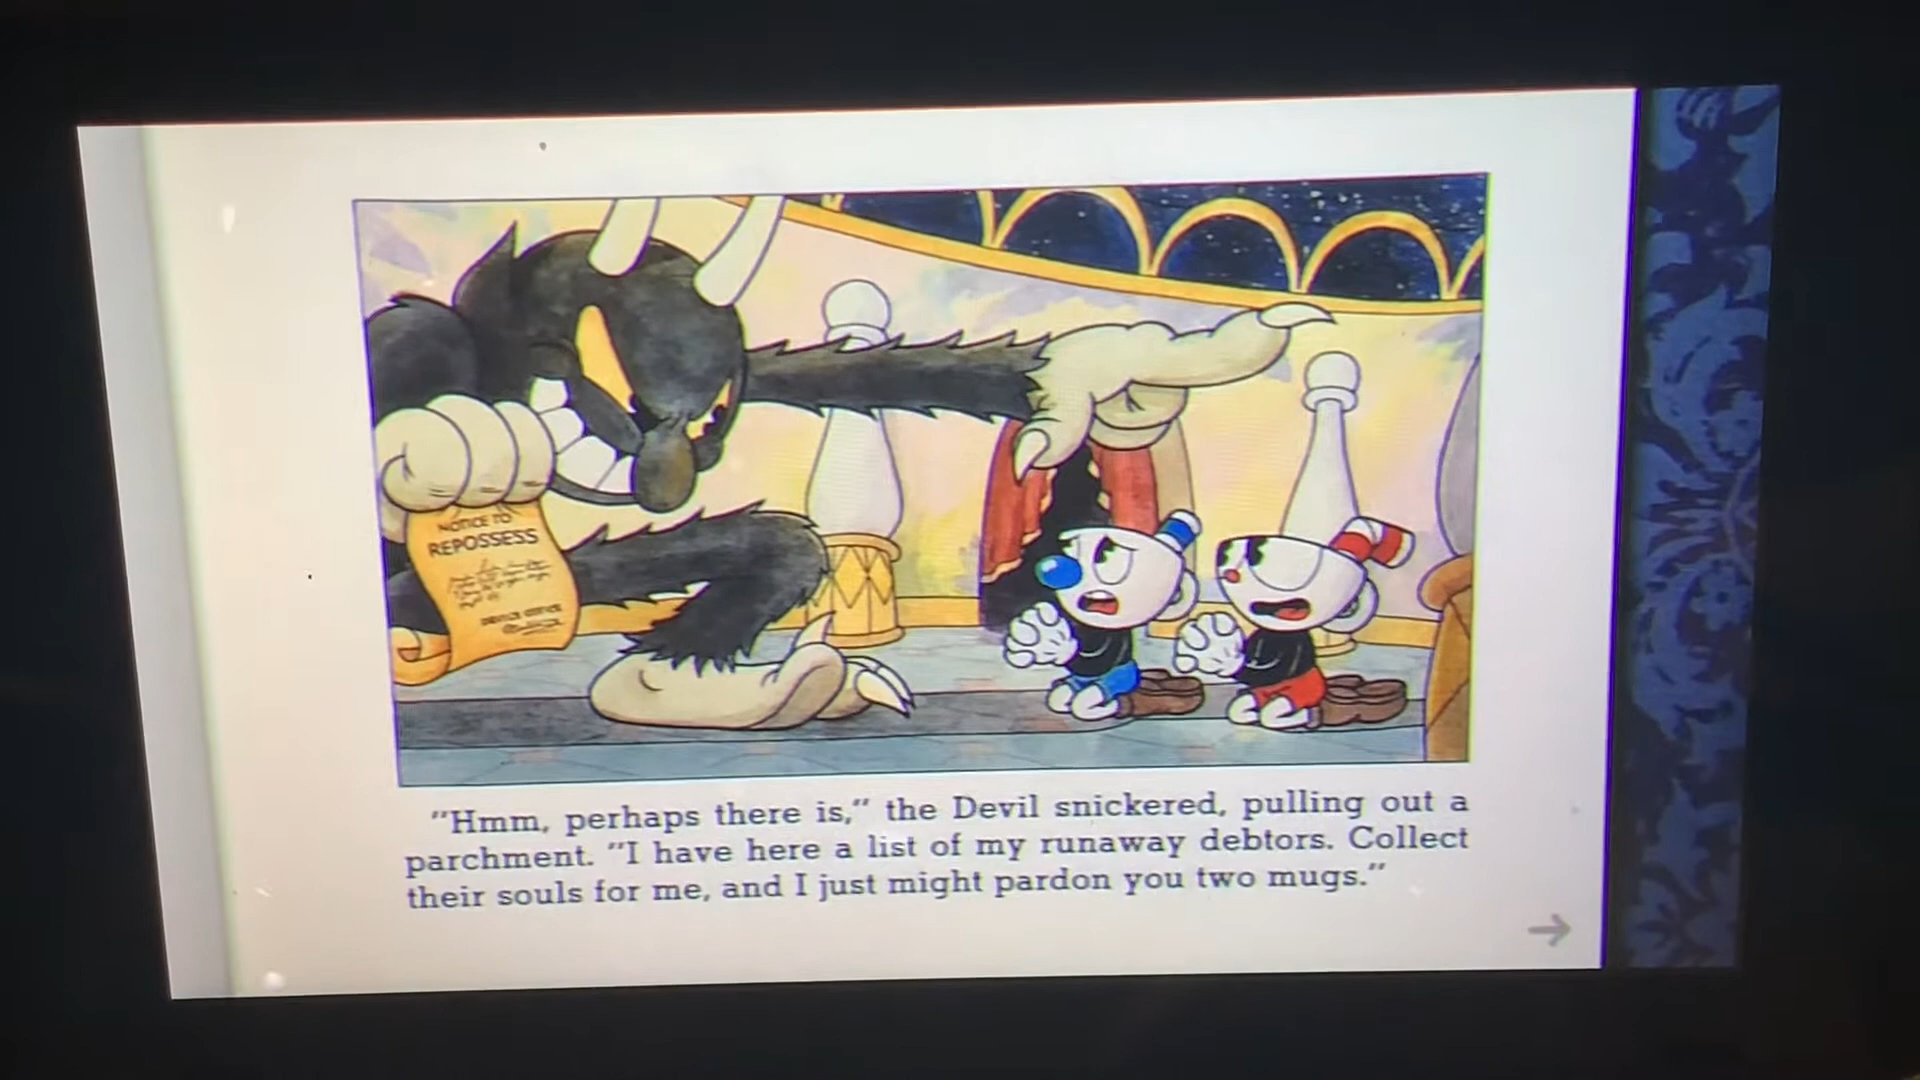 NOTICE TO
REPOSSESS
"Hmm, perhaps there is," the Devil snickered, pulling out a
parchment. "I have here a list of my runaway debtors. Collect
their souls for me, and I just might pardon you two mugs."